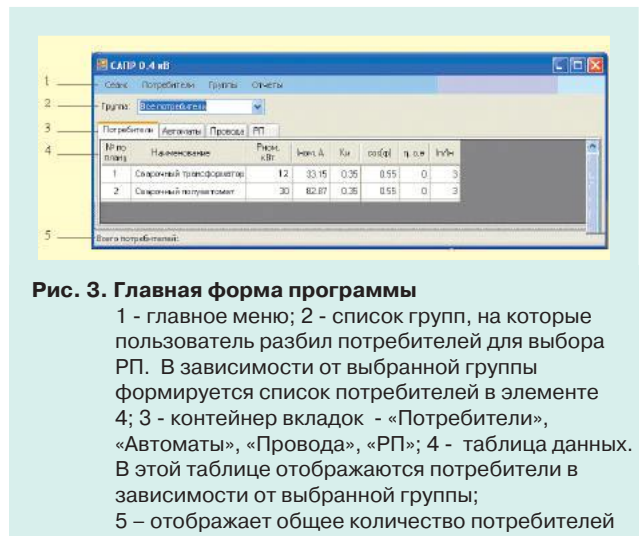 САПР 0,4 кВ
1 Сеанс Потребители Группы Отчеты
2 Группа: Все потребители
3 Потребители Автоматы Провода РП
4 № по плану Наименование Рном, кВт Iном, А Ки cos(φ) η, о.е Iп/Iн
1 Сварочный трансформатор 12 33,15 0,35 0,55 0 3
2 Сварочный полуавтомат 30 82,87 0,35 0,55 0 3
5 Всего потребителей:
Рис. 3. Главная форма программы
1 - главное меню; 2 - список групп, на которые
пользователь разбил потребителей для выбора
РП. В зависимости от выбранной группы
формируется список потребителей в элементе
4; 3 - контейнер вкладок - «Потребители»,
«Автоматы», «Провода», «РП»; 4 - таблица данных.
В этой таблице отображаются потребители в
зависимости от выбранной группы;
5 – отображает общее количество потребителей